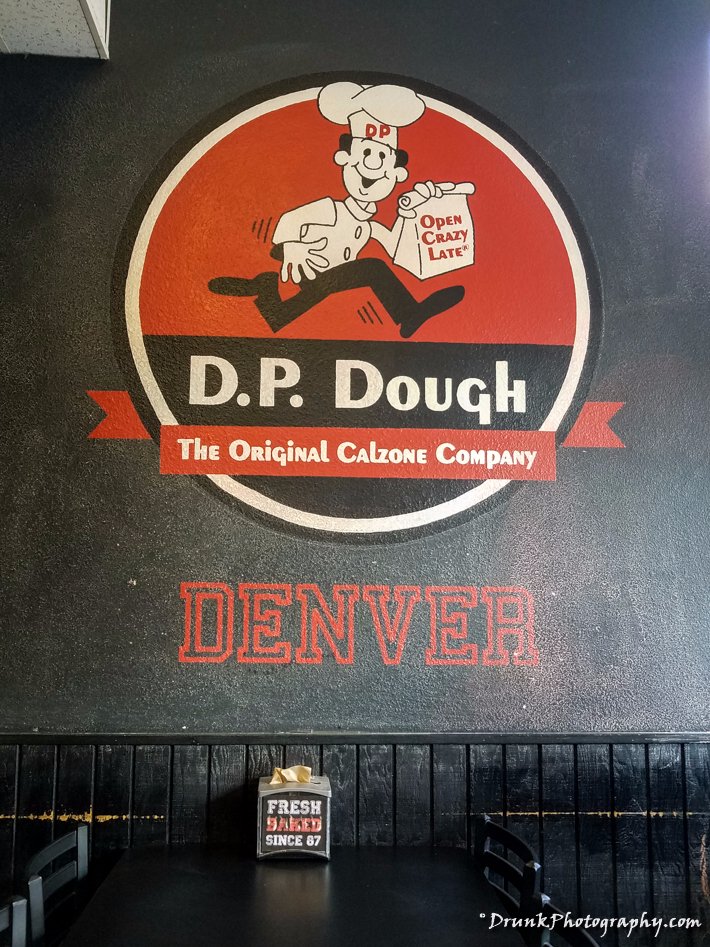 DP
Open
Crazy
Late®
D.P. Dough
The Original Calzone Company
DENVER
FRESH
BAKED
SINCE 87
©DrunkPhotography.com